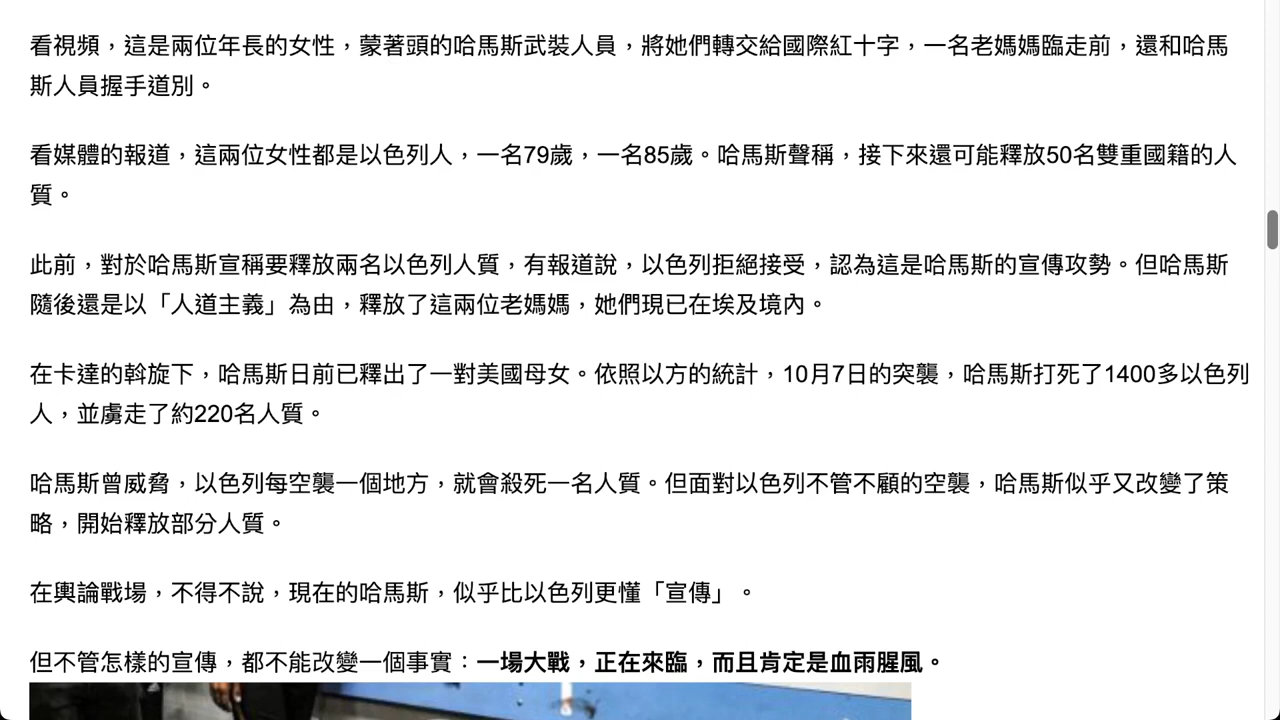 看視頻，這是兩位年長的女性，蒙著頭的哈馬斯武裝人員，將她們轉交給國際紅十字，一名老媽媽臨走前，還和哈馬
斯人員握手道別。
看媒體的報道，這兩位女性都是以色列人，一名79歲，一名85歲。哈馬斯聲稱，接下來還可能釋放50名雙重國籍的人
質。
此前，對於哈馬斯宣稱要釋放兩名以色列人質，有報道說，以色列拒絕接受，認為這是哈馬斯的宣傳攻勢。但哈馬斯
隨後還是以「人道主義」為由，釋放了這兩位老媽媽，她們現已在埃及境內。
在卡達的斡旋下，哈馬斯日前已釋出了一對美國母女。依照以方的統計，10月7日的突襲，哈馬斯打死了1400多以色列
人，並虜走了約220名人質。
哈馬斯曾威脅，以色列每空襲一個地方，就會殺死一名人質。但面對以色列不管不顧的空襲，哈馬斯似乎又改變了策
略，開始釋放部分人質。
在輿論戰場，不得不說，現在的哈馬斯，似乎比以色列更懂「宣傳」。
但不管怎樣的宣傳，都不能改變一個事實：一場大戰，正在來臨，而且肯定是血雨腥風。